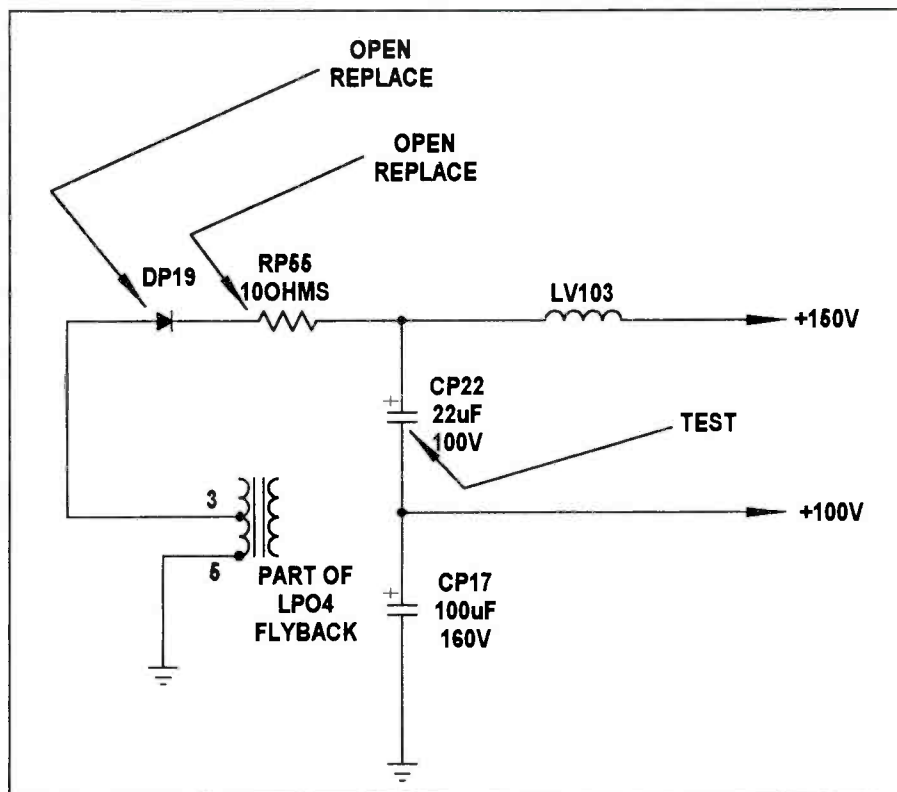 OPEN
REPLACE
OPEN
REPLACE
DP19
RP55
10OHMS
LV103
+150V
CP22
22uF
100V
TEST
3
+100V
5
PART OF
LPO4
FLYBACK
CP17
100uF
160V